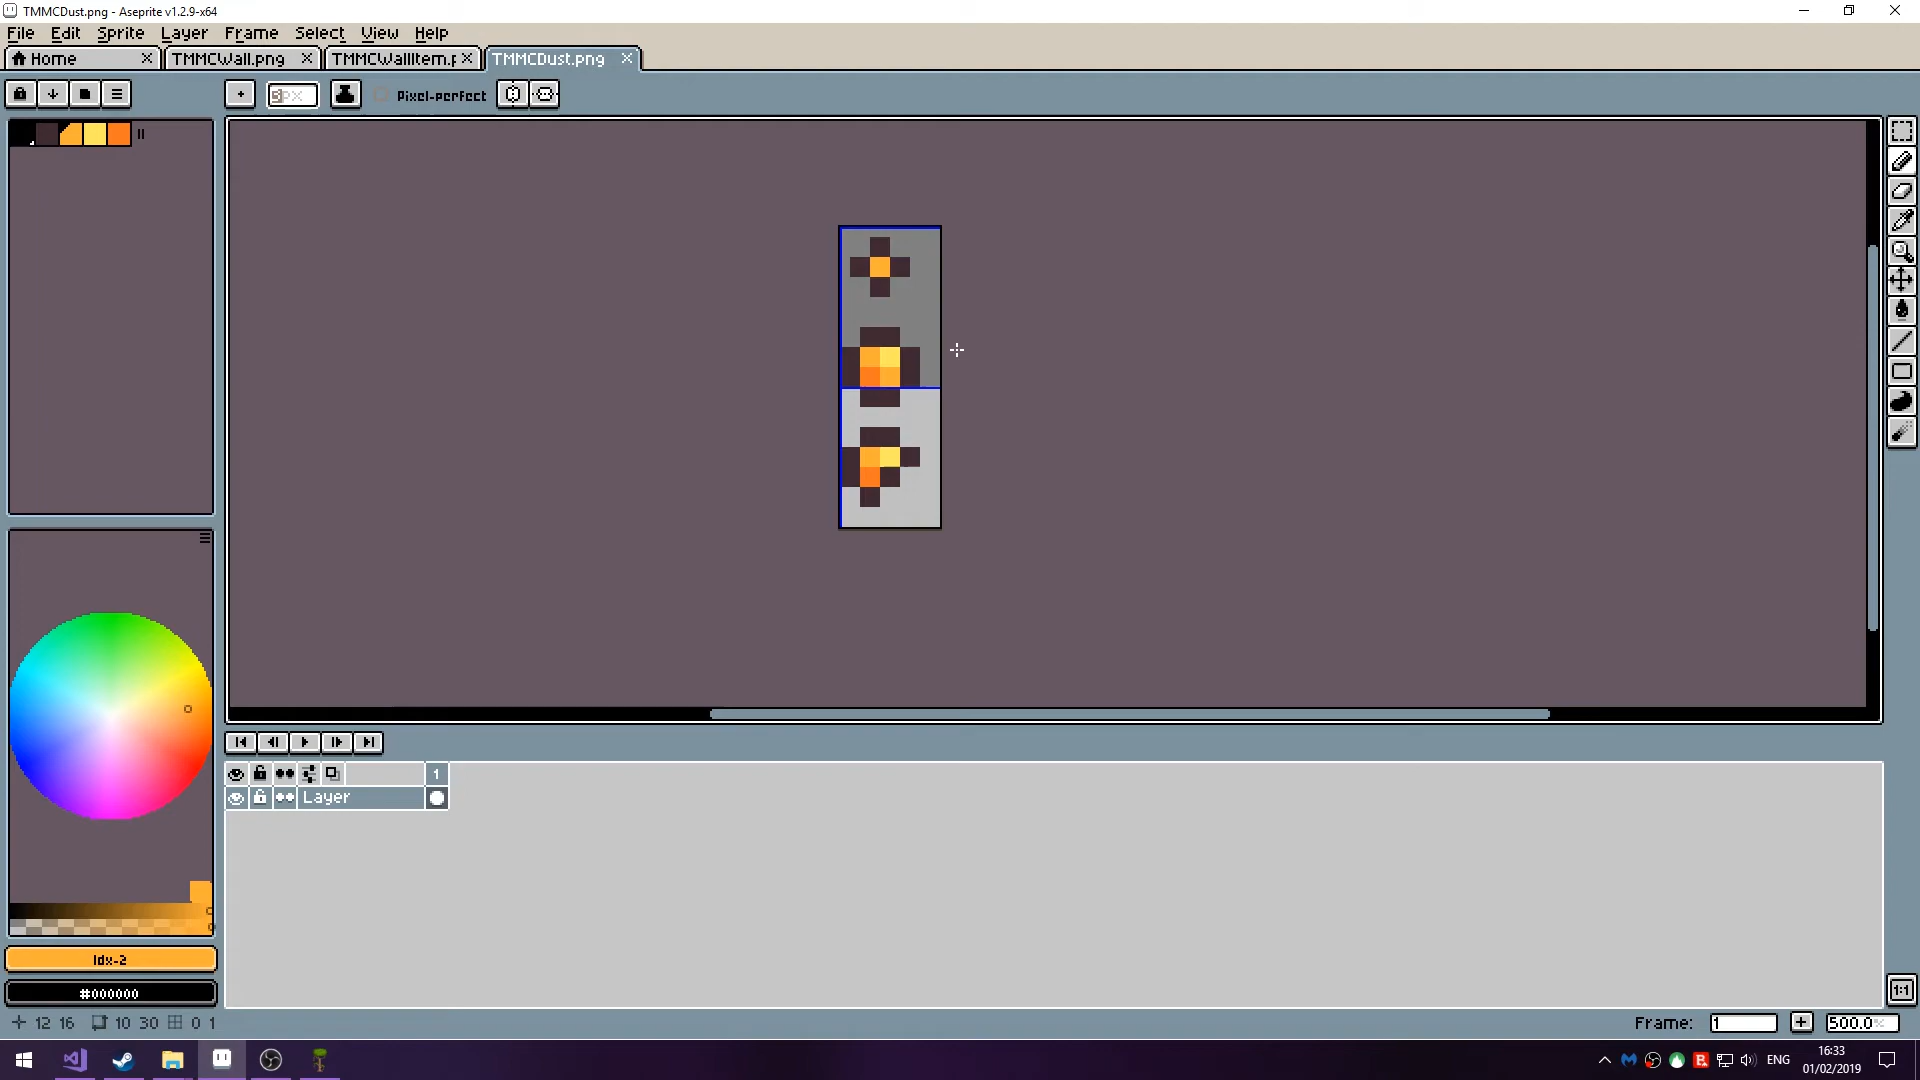 TMMCDust.png - Aseprite v1.2.9-x64
File Edit Sprite Layer Frame Select View Help
Home TMMCWall.png TMMCWallItem.p TMMCDust.png
Pixel-perfect
1
Layer
Idx-2
#000000
12 16 10 30 0 1
Frame: 1 500.0%
1:1
16:33
ENG
01/02/2019